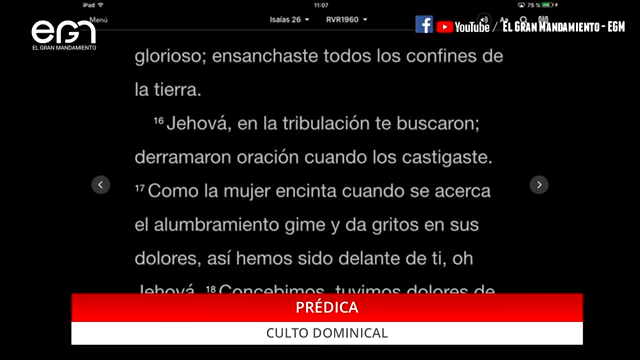 iPad
11:07
75 %
Menú
Isaías 26
RVR1960
AA
EGM
EL GRAN MANDAMIENTO
YouTube / El Gran Mandamiento - EGM
glorioso; ensanchaste todos los confines de
la tierra.
16 Jehová, en la tribulación te buscaron;
derramaron oración cuando los castigaste.
17 Como la mujer encinta cuando se acerca
el alumbramiento gime y da gritos en sus
dolores, así hemos sido delante de ti, oh
Jehová. 18 Concebimos, tuvimos dolores de
PRÉDICA
CULTO DOMINICAL